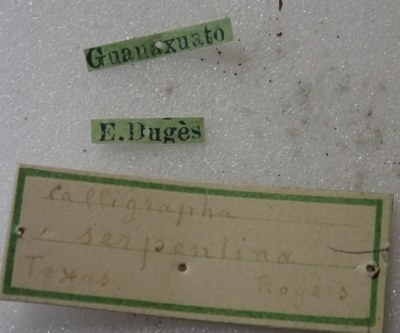 Guanaxuato
E. Dugès
Calligrapha
serpentina
Texas Rogers